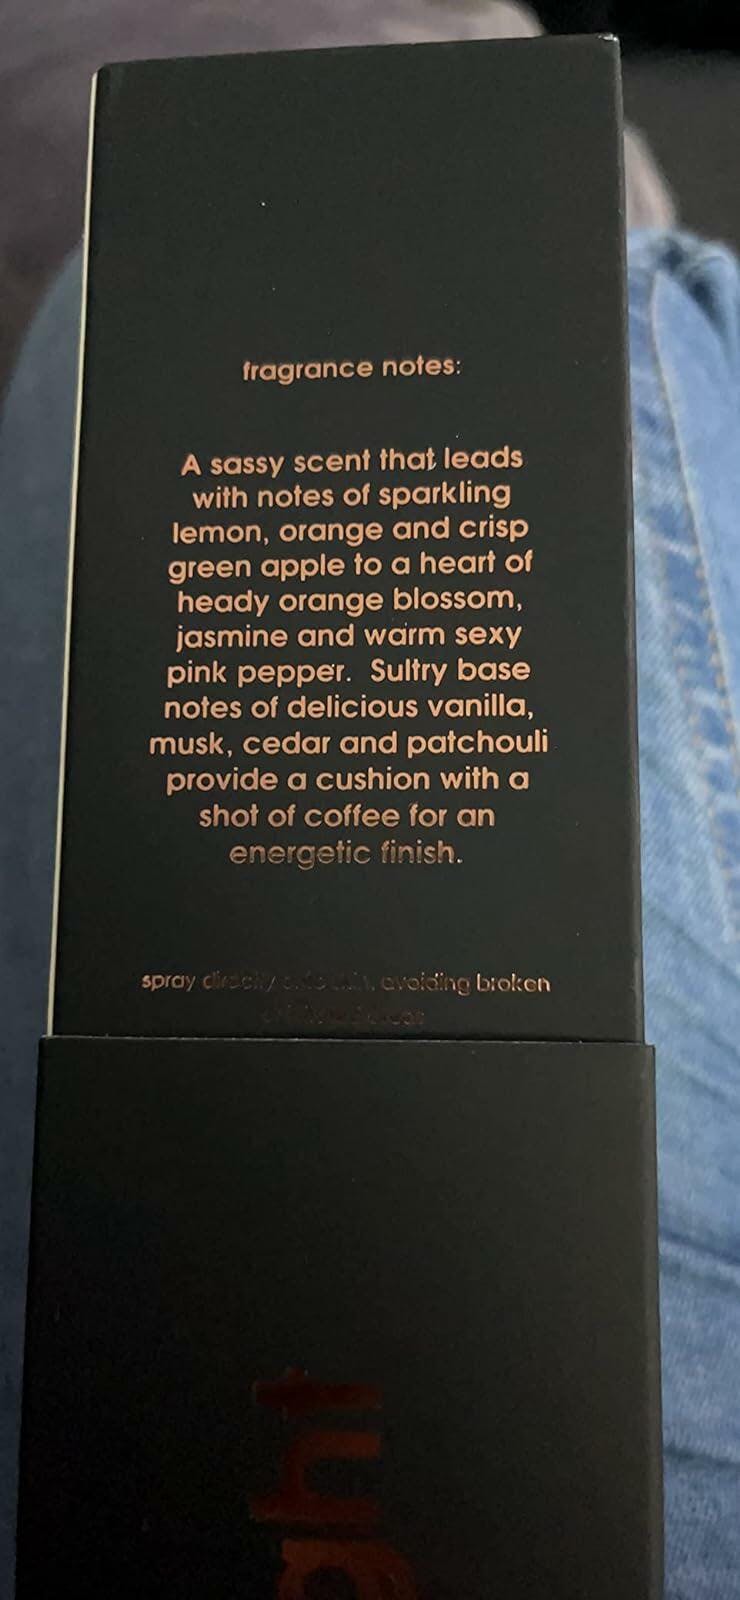 fragrance notes:
A sassy scent that leads
with notes of sparkling
lemon, orange and crisp
green apple to a heart of
heady orange blossom,
jasmine and warm sexy
pink pepper. Sultry base
notes of delicious vanilla,
musk, cedar and patchouli
provide a cushion with a
shot of coffee for an
energetic finish.
spray directly avoiding broken
ght